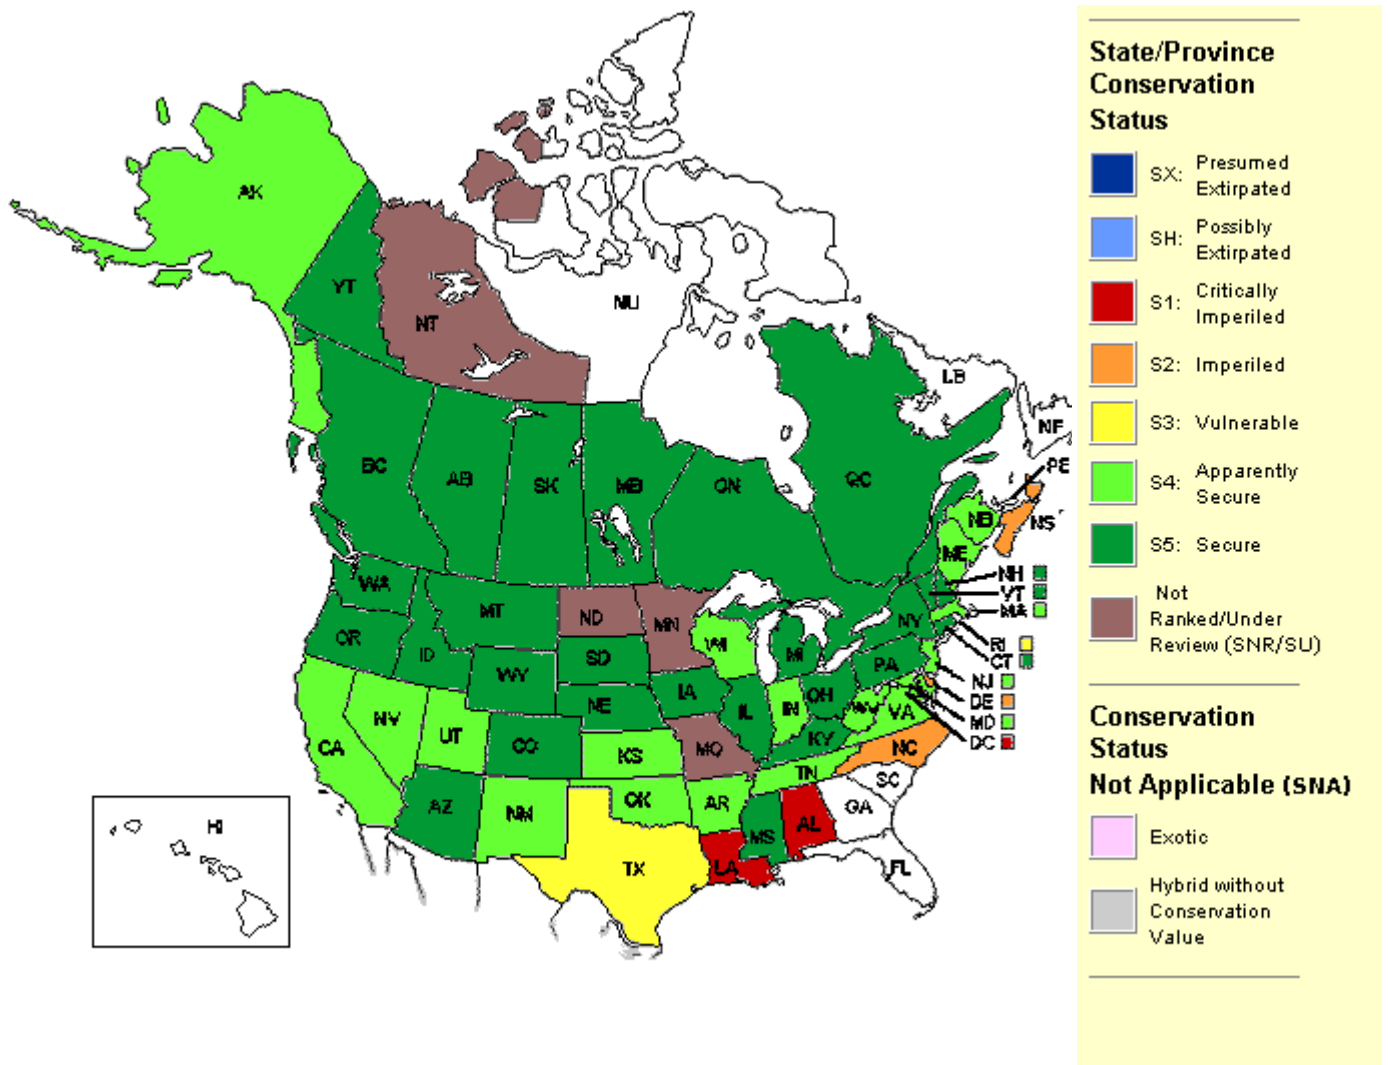 AK
YT
NT
NU
BC
AB
SK
MB
ON
QC
LB
NF
PE
NB
NS
ME
NH
VT
MA
RI
CT
NJ
DE
MD
DC
WA
OR
ID
MT
ND
MN
WI
MI
NY
PA
SD
WY
NE
IA
IL
IN
OH
WV
VA
KY
CA
NV
UT
CO
KS
MO
TN
NC
SC
AZ
NM
OK
AR
MS
AL
GA
TX
LA
FL
HI
State/Province
Conservation
Status
SX: Presumed
Extirpated
SH: Possibly
Extirpated
S1: Critically
Imperiled
S2: Imperiled
S3: Vulnerable
S4: Apparently
Secure
S5: Secure
Not
Ranked/Under
Review (SNR/SU)
Conservation
Status
Not Applicable (SNA)
Exotic
Hybrid without
Conservation
Value